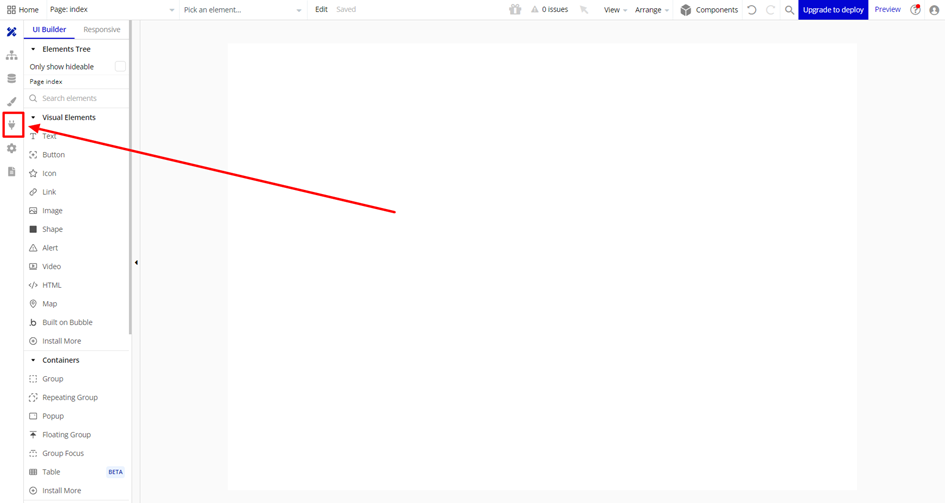 Home Page: index Pick an element... Edit Saved 0 issues View Arrange Components Upgrade to deploy Preview
UI Builder Responsive
Elements Tree
Only show hideable
Page index
Search elements
Visual Elements
Text
Button
Icon
Link
Image
Shape
Alert
Video
HTML
Map
Built on Bubble
Install More
Containers
Group
Repeating Group
Popup
Floating Group
Group Focus
Table BETA
Install More